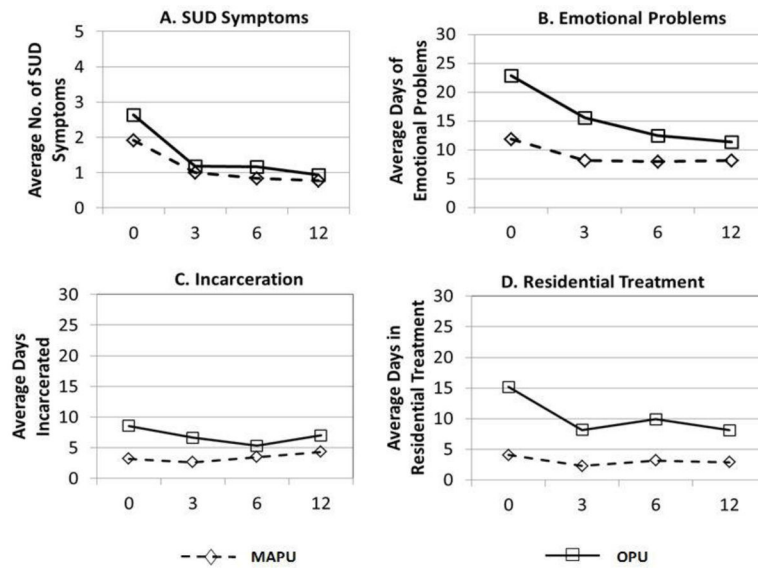 A. SUD Symptoms
Average No. of SUD
Symptoms
5
4
3
2
1
0
0 3 6 12
B. Emotional Problems
Average Days of
Emotional Problems
30
25
20
15
10
5
0
0 3 6 12
C. Incarceration
Average Days
Incarcerated
30
25
20
15
10
5
0
0 3 6 12
D. Residential Treatment
Average Days in
Residential Treatment
30
25
20
15
10
5
0
0 3 6 12
MAPU OPU